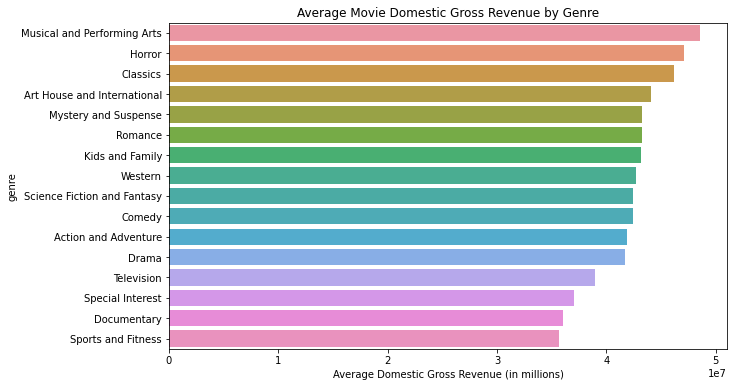 Average Movie Domestic Gross Revenue by Genre
Musical and Performing Arts
Horror
Classics
Art House and International
Mystery and Suspense
Romance
Kids and Family
Western
Science Fiction and Fantasy
Comedy
Action and Adventure
Drama
Television
Special Interest
Documentary
Sports and Fitness
genre
0 1 2 3 4 5
1e7
Average Domestic Gross Revenue (in millions)